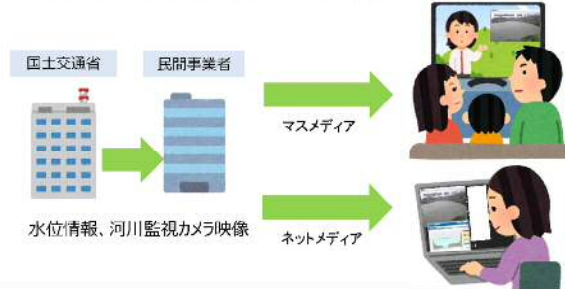 国土交通省
民間事業者
マスメディア
水位情報、河川監視カメラ映像
ネットメディア